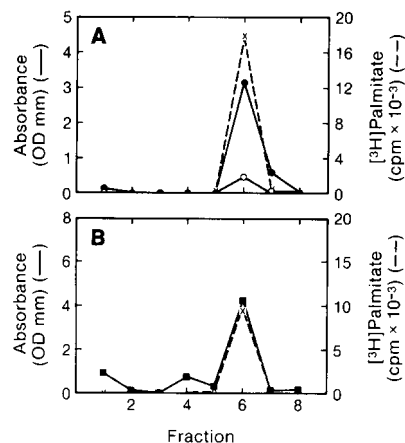 A
Absorbance
(OD mm) (—)
5
4
3
2
1
0
20
16
12
8
4
0
[³H]Palmitate
(cpm × 10⁻³) (– –)
B
Absorbance
(OD mm) (—)
8
6
4
2
0
20
15
10
5
0
[³H]Palmitate
(cpm × 10⁻³) (– –)
2
4
6
8
Fraction